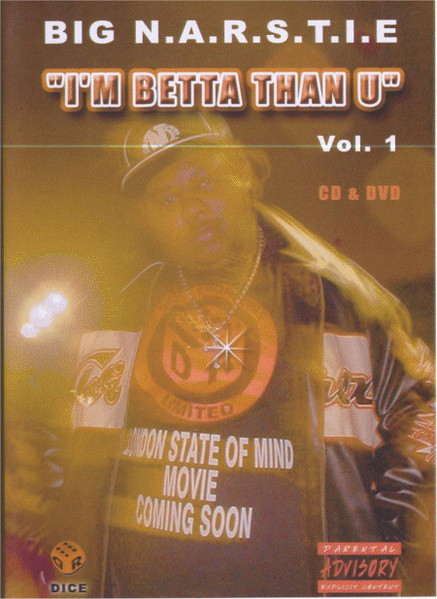 BIG N.A.R.S.T.I.E
"I'M BETTA THAN U"
Vol. 1
CD & DVD
LIMITED
LONDON STATE OF MIND
MOVIE
COMING SOON
DICE
PARENTAL
ADVISORY
EXPLICIT CONTENT